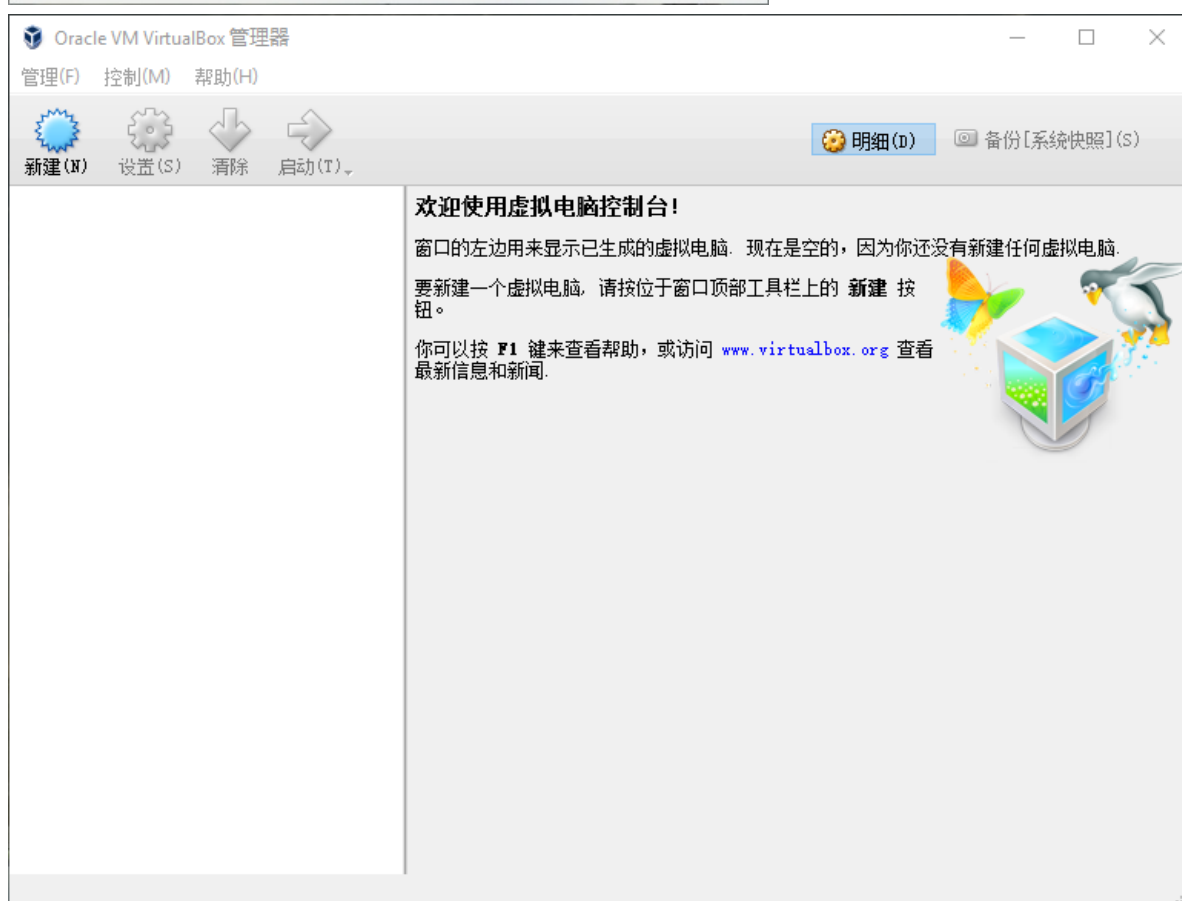 Oracle VM VirtualBox 管理器
管理(F) 控制(M) 帮助(H)
新建(N) 设置(S) 清除 启动(T) 明细(D) 备份[系统快照](S)
欢迎使用虚拟电脑控制台!
窗口的左边用来显示已生成的虚拟电脑. 现在是空的，因为你还没有新建任何虚拟电脑.
要新建一个虚拟电脑, 请按位于窗口顶部工具栏上的 新建 按
钮。
你可以按 F1 键来查看帮助，或访问 www.virtualbox.org 查看
最新信息和新闻.